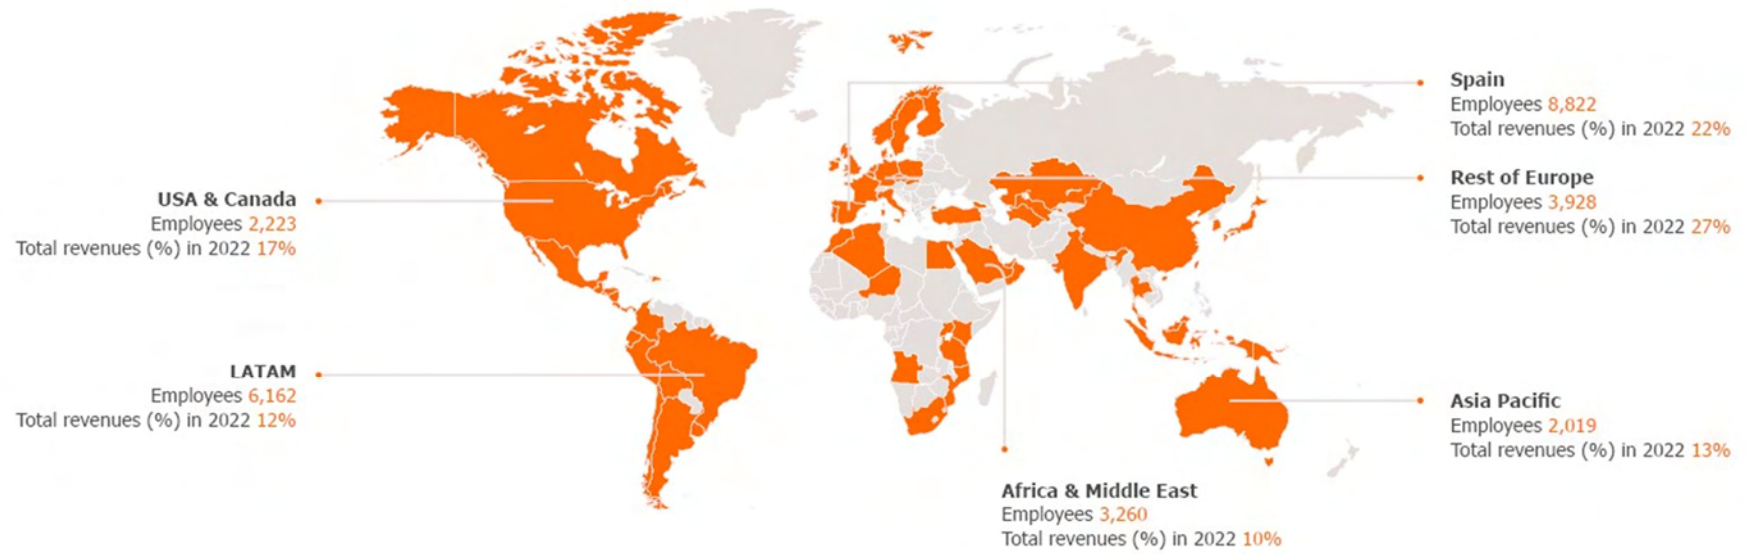 USA & Canada
Employees 2,223
Total revenues (%) in 2022 17%
LATAM
Employees 6,162
Total revenues (%) in 2022 12%
Spain
Employees 8,822
Total revenues (%) in 2022 22%
Rest of Europe
Employees 3,928
Total revenues (%) in 2022 27%
Asia Pacific
Employees 2,019
Total revenues (%) in 2022 13%
Africa & Middle East
Employees 3,260
Total revenues (%) in 2022 10%